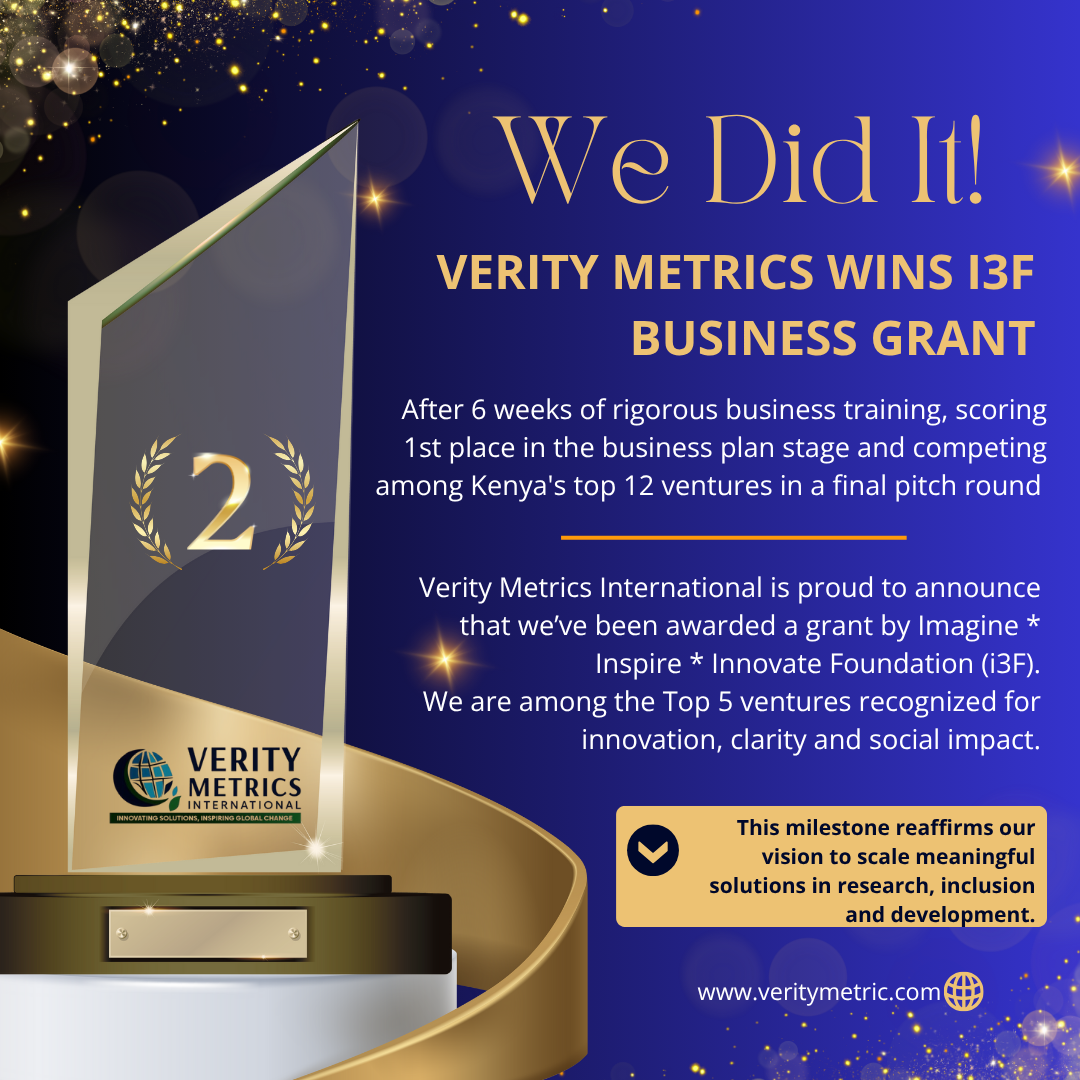 We Did It!
VERITY METRICS WINS I3F
BUSINESS GRANT
After 6 weeks of rigorous business training, scoring
1st place in the business plan stage and competing
among Kenya's top 12 ventures in a final pitch round
Verity Metrics International is proud to announce
that we’ve been awarded a grant by Imagine *
Inspire * Innovate Foundation (i3F).
We are among the Top 5 ventures recognized for
innovation, clarity and social impact.
This milestone reaffirms our
vision to scale meaningful
solutions in research, inclusion
and development.
www.veritymetric.com
2
VERITY
METRICS
INTERNATIONAL
INNOVATING SOLUTIONS, INSPIRING GLOBAL CHANGE